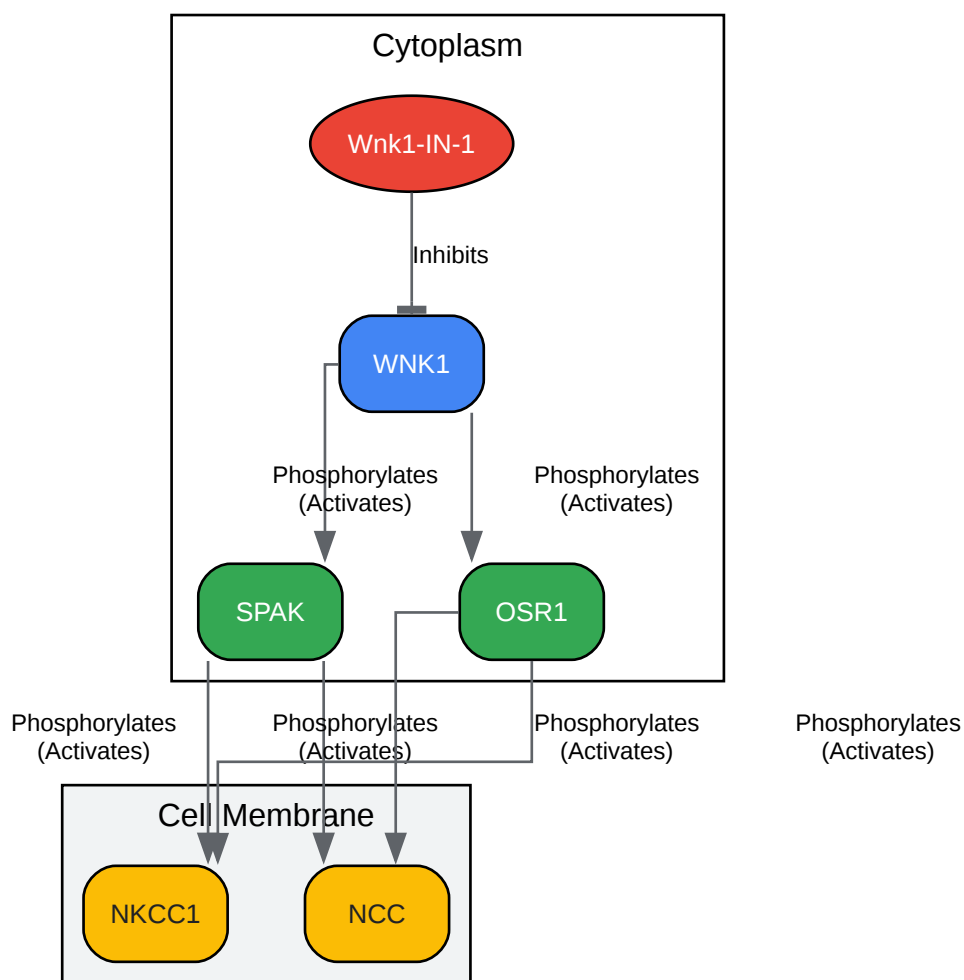 Cytoplasm
Wnk1-IN-1
Inhibits
WNK1
Phosphorylates
(Activates)
Phosphorylates
(Activates)
SPAK
OSR1
Phosphorylates
(Activates)
Phosphorylates
(Activates)
Phosphorylates
(Activates)
Phosphorylates
(Activates)
Cell Membrane
NKCC1
NCC